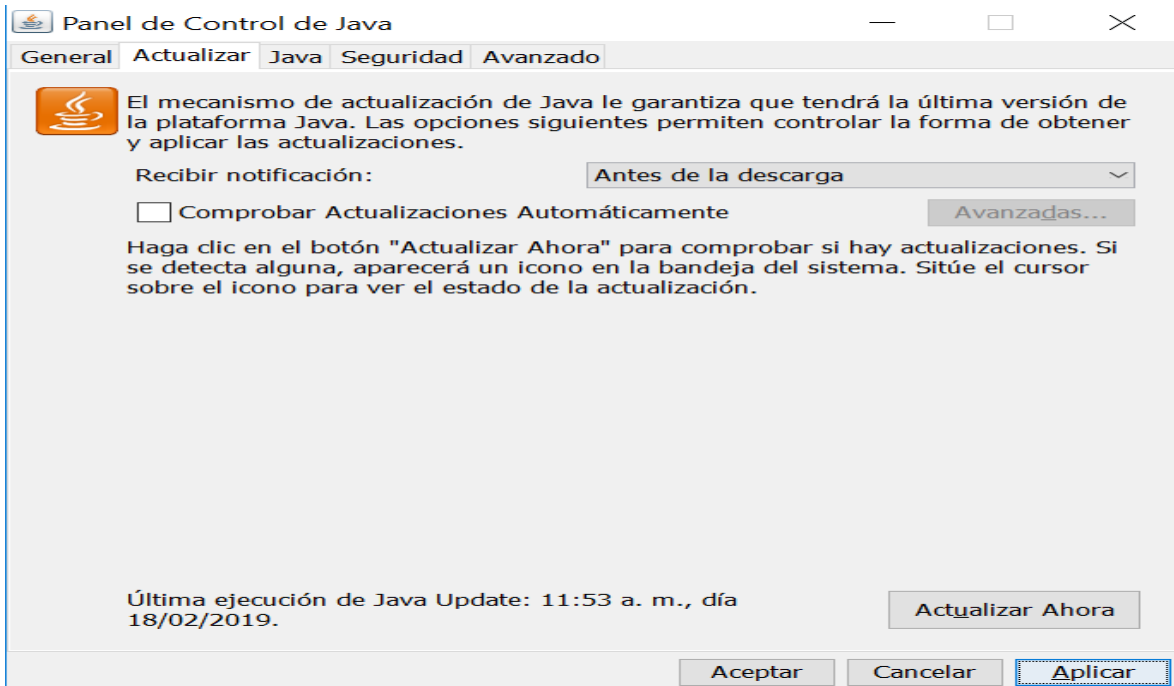 Panel de Control de Java
General Actualizar Java Seguridad Avanzado
El mecanismo de actualización de Java le garantiza que tendrá la última versión de
la plataforma Java. Las opciones siguientes permiten controlar la forma de obtener
y aplicar las actualizaciones.
Recibir notificación: Antes de la descarga
Comprobar Actualizaciones Automáticamente Avanzadas...
Haga clic en el botón "Actualizar Ahora" para comprobar si hay actualizaciones. Si
se detecta alguna, aparecerá un icono en la bandeja del sistema. Sitúe el cursor
sobre el icono para ver el estado de la actualización.
Última ejecución de Java Update: 11:53 a. m., día
18/02/2019.
Actualizar Ahora
Aceptar Cancelar Aplicar